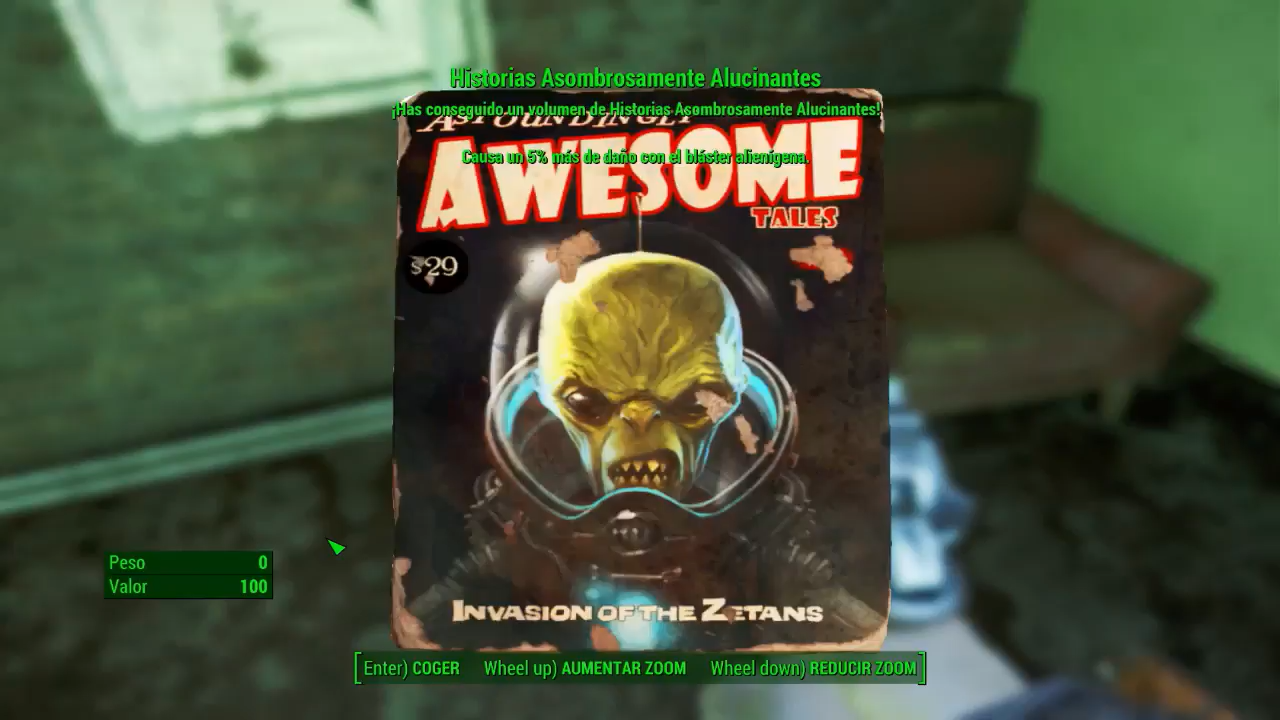 Historias Asombrosamente Alucinantes
¡Has conseguido un volumen de Historias Asombrosamente Alucinantes!
ASTOUNDINGLY
Causa un 5% más de daño con el bláster alienígena.
AWESOME
TALES
$29
Peso 0
Valor 100
INVASION OF THE ZETANS
Enter) COGER Wheel up) AUMENTAR ZOOM Wheel down) REDUCIR ZOOM